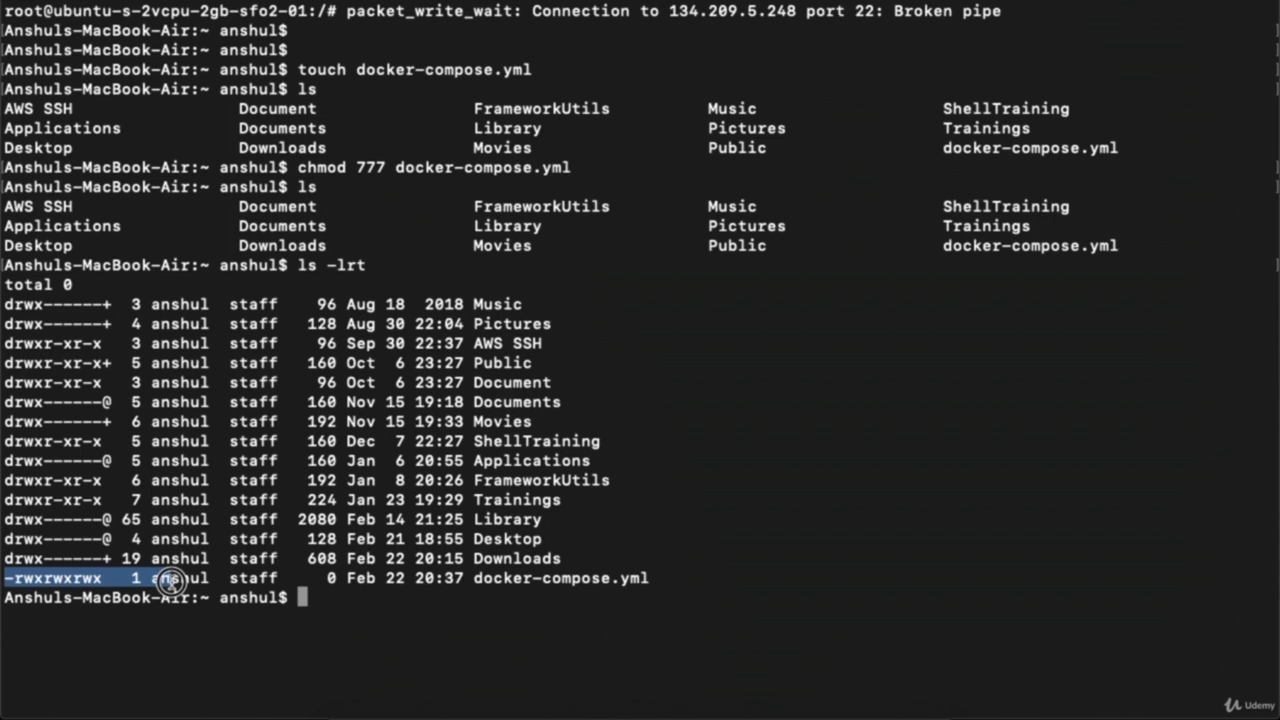 root@ubuntu-s-2vcpu-2gb-sfo2-01:/# packet_write_wait: Connection to 134.209.5.248 port 22: Broken pipe
Anshuls-MacBook-Air:~ anshul$
Anshuls-MacBook-Air:~ anshul$
Anshuls-MacBook-Air:~ anshul$ touch docker-compose.yml
Anshuls-MacBook-Air:~ anshul$ ls
AWS SSH Document FrameworkUtils Music ShellTraining
Applications Documents Library Pictures Trainings
Desktop Downloads Movies Public docker-compose.yml
Anshuls-MacBook-Air:~ anshul$ chmod 777 docker-compose.yml
Anshuls-MacBook-Air:~ anshul$ ls
AWS SSH Document FrameworkUtils Music ShellTraining
Applications Documents Library Pictures Trainings
Desktop Downloads Movies Public docker-compose.yml
Anshuls-MacBook-Air:~ anshul$ ls -lrt
total 0
drwx------+ 3 anshul staff 96 Aug 18 2018 Music
drwx------+ 4 anshul staff 128 Aug 30 22:04 Pictures
drwxr-xr-x 3 anshul staff 96 Sep 30 22:37 AWS SSH
drwxr-xr-x+ 5 anshul staff 160 Oct 6 23:27 Public
drwxr-xr-x 3 anshul staff 96 Oct 6 23:27 Document
drwx------@ 5 anshul staff 160 Nov 15 19:18 Documents
drwx------+ 6 anshul staff 192 Nov 15 19:33 Movies
drwxr-xr-x 5 anshul staff 160 Dec 7 22:27 ShellTraining
drwx------@ 5 anshul staff 160 Jan 6 20:55 Applications
drwxr-xr-x 6 anshul staff 192 Jan 8 20:26 FrameworkUtils
drwxr-xr-x 7 anshul staff 224 Jan 23 19:29 Trainings
drwx------@ 65 anshul staff 2080 Feb 14 21:25 Library
drwx------@ 4 anshul staff 128 Feb 21 18:55 Desktop
drwx------+ 19 anshul staff 608 Feb 22 20:15 Downloads
-rwxrwxrwx 1 anshul staff 0 Feb 22 20:37 docker-compose.yml
Anshuls-MacBook-Air:~ anshul$
Udemy